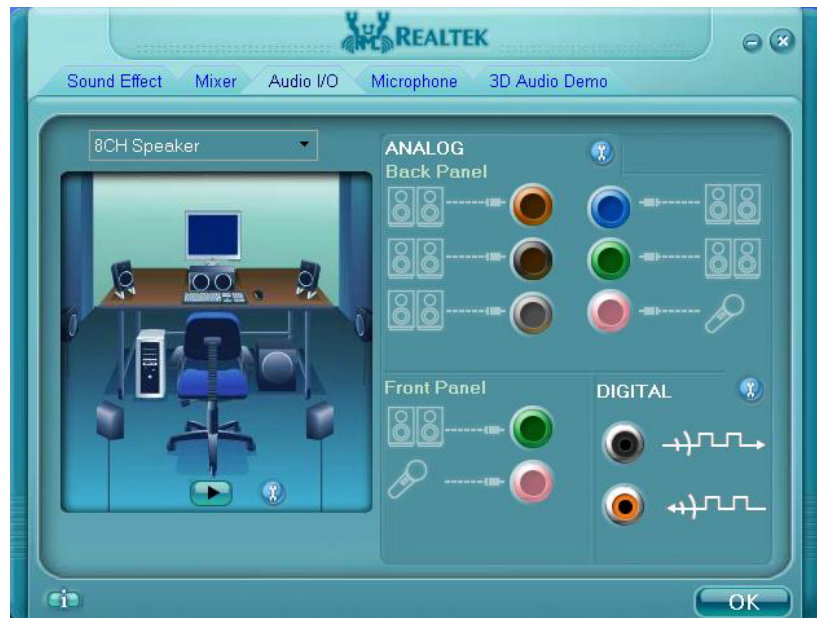 REALTEK
Sound Effect Mixer Audio I/O Microphone 3D Audio Demo
8CH Speaker
ANALOG
Back Panel
Front Panel
DIGITAL
i
OK